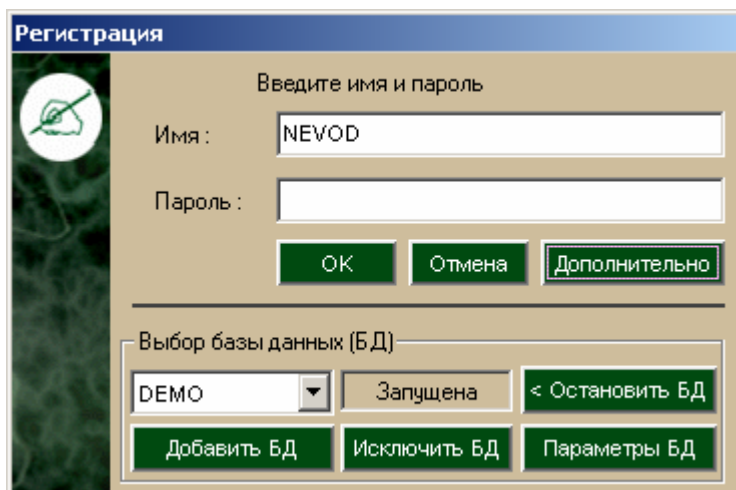 Регистрация
Введите имя и пароль
Имя : NEVOD
Пароль :
OK Отмена Дополнительно
Выбор базы данных (БД)
DEMO Запущена < Остановить БД
Добавить БД Исключить БД Параметры БД